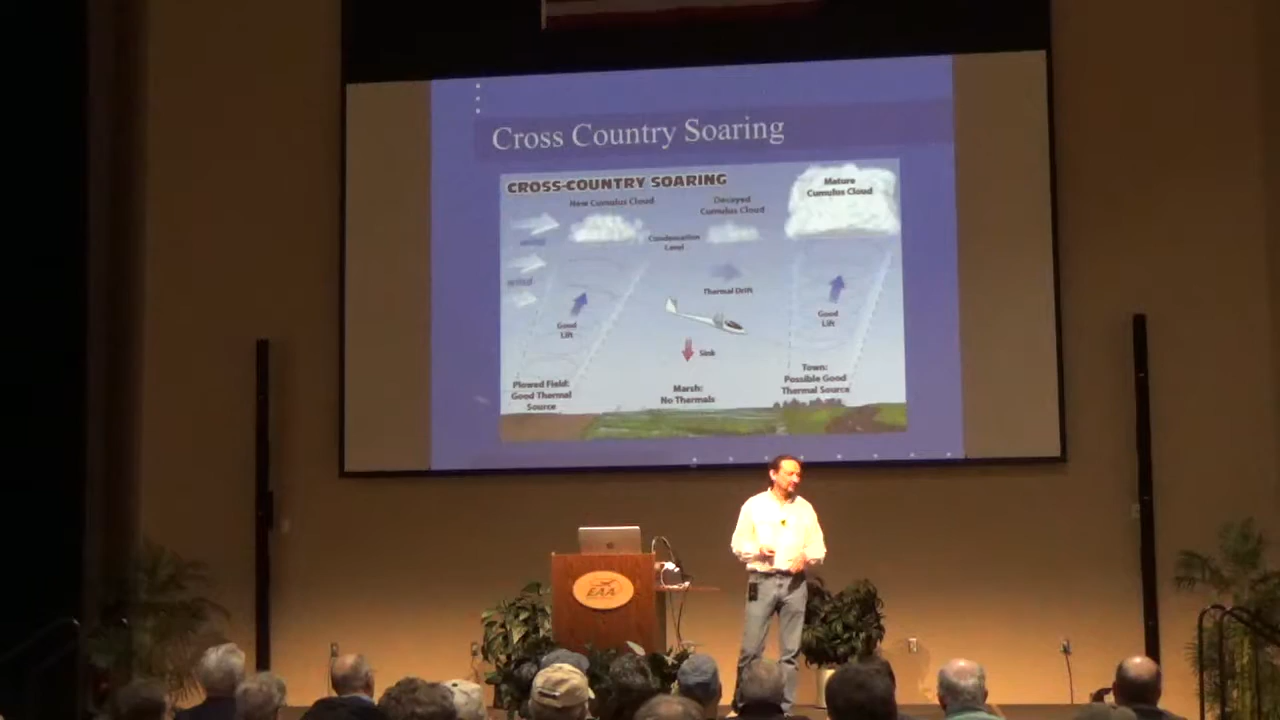 Cross Country Soaring
CROSS-COUNTRY SOARING
New Cumulus Cloud
Decayed
Cumulus Cloud
Mature
Cumulus Cloud
Condensation
Level
wind
Thermal Drift
Good
Lift
Good
Lift
Sink
Plowed Field:
Good Thermal
Source
Marsh:
No Thermals
Town:
Possible Good
Thermal Source
EAA